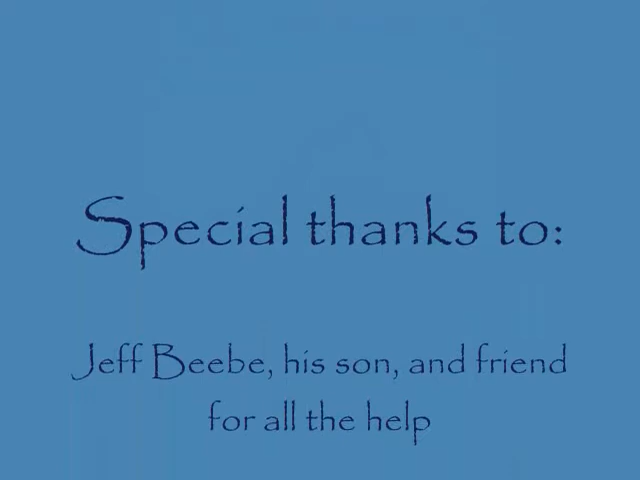 Special thanks to:
Jeff Beebe, his son, and friend
for all the help